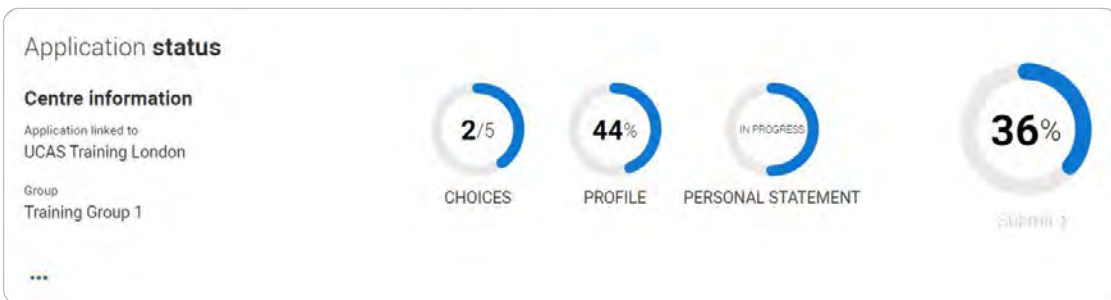 Application status
Centre information
Application linked to
UCAS Training London
Group
Training Group 1
...
2/5
CHOICES
44%
PROFILE
IN PROGRESS
PERSONAL STATEMENT
36%
Submit >